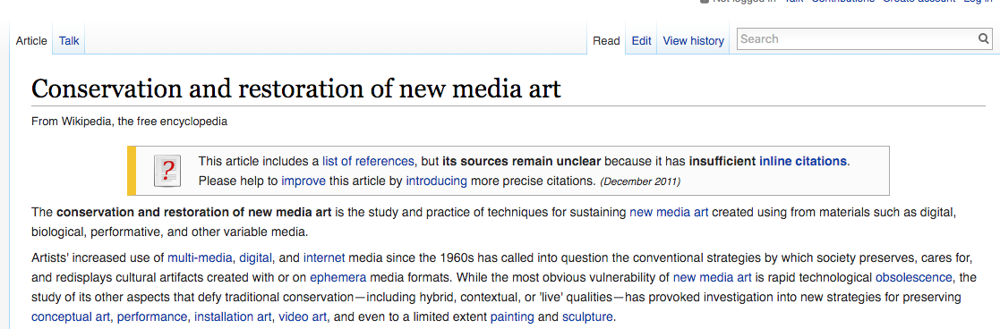 Not logged in Talk Contributions Create account Log in
Article Talk Read Edit View history Search
Conservation and restoration of new media art
From Wikipedia, the free encyclopedia
This article includes a list of references, but its sources remain unclear because it has insufficient inline citations.
Please help to improve this article by introducing more precise citations. (December 2011)
The conservation and restoration of new media art is the study and practice of techniques for sustaining new media art created using from materials such as digital,
biological, performative, and other variable media.
Artists' increased use of multi-media, digital, and internet media since the 1960s has called into question the conventional strategies by which society preserves, cares for,
and redisplays cultural artifacts created with or on ephemera media formats. While the most obvious vulnerability of new media art is rapid technological obsolescence, the
study of its other aspects that defy traditional conservation—including hybrid, contextual, or 'live' qualities—has provoked investigation into new strategies for preserving
conceptual art, performance, installation art, video art, and even to a limited extent painting and sculpture.